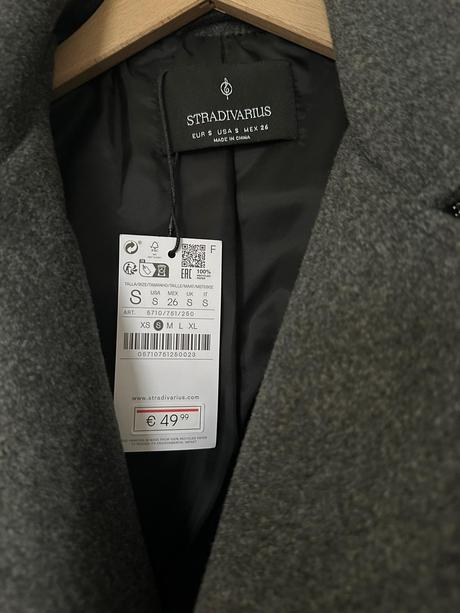 STRADIVARIUS
EUR S USA S MEX 26
MADE IN CHINA
F
FSC
EAC 100%
TALLA/SIZE/TAMANHO/TAILLE/MAAT/
USA MEX UK IT
S S 26 S S
ART. 5710/761/250
XS S M L XL
05710761250023
www.stradivarius.com
€ 49 99